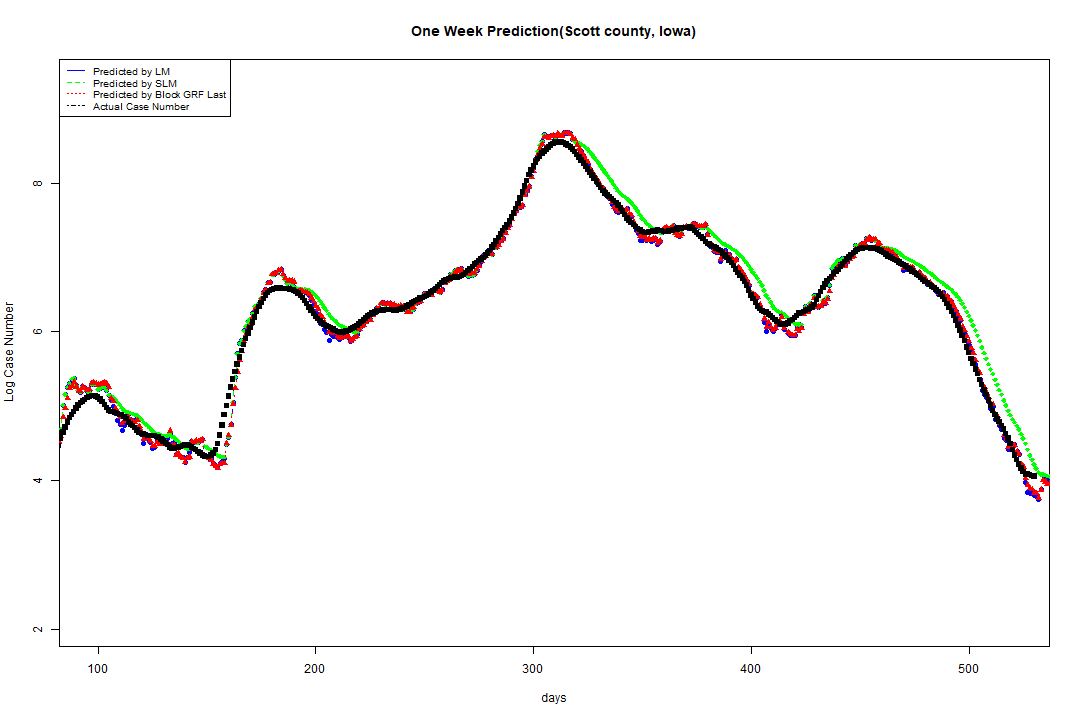 One Week Prediction(Scott county, Iowa)
Predicted by LM
Predicted by SLM
Predicted by Block GRF Last
Actual Case Number
Log Case Number
8
6
4
2
100 200 300 400 500
days